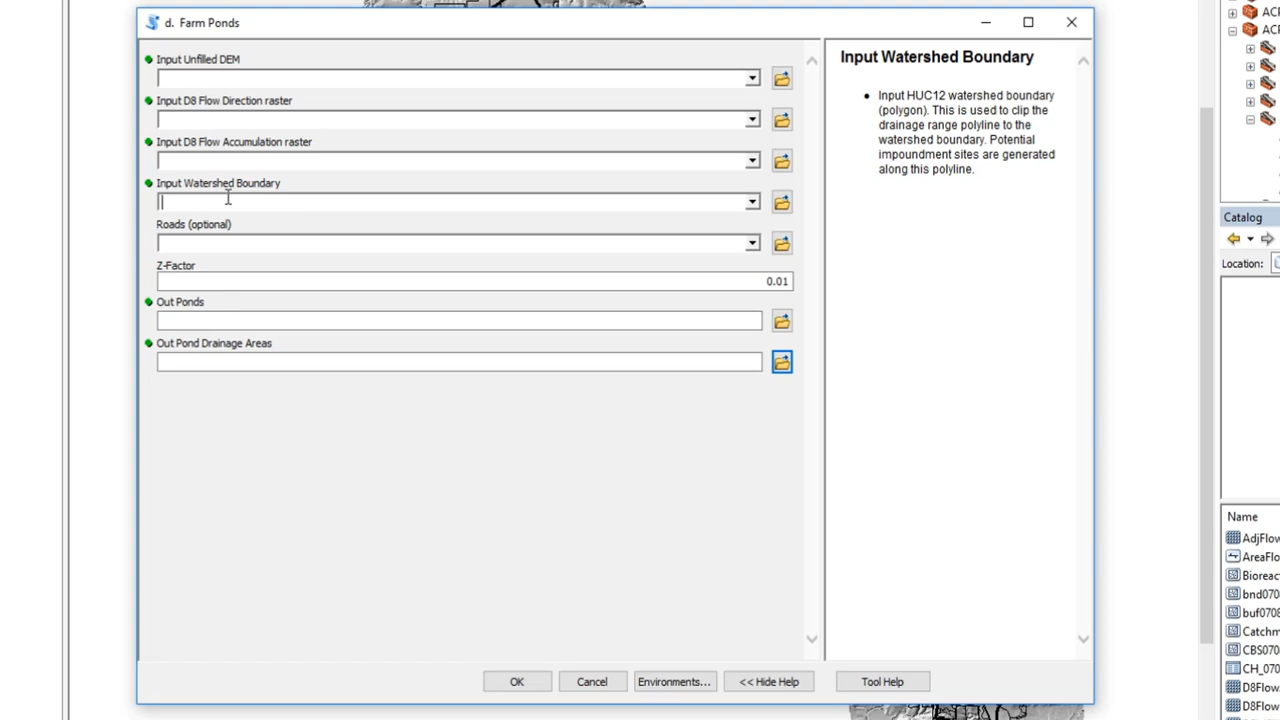 d. Farm Ponds
Input Unfilled DEM
Input D8 Flow Direction raster
Input D8 Flow Accumulation raster
Input Watershed Boundary
Roads (optional)
Z-Factor
0.01
Out Ponds
Out Pond Drainage Areas
OK
Cancel
Environments...
<< Hide Help
Tool Help
Input Watershed Boundary
• Input HUC12 watershed boundary
(polygon). This is used to clip the
drainage range polyline to the
watershed boundary. Potential
impoundment sites are generated
along this polyline.
Catalog
Location:
Name
AdjFlow
AreaFlo
Bioreac
bnd070
buf0708
Catchm
CBS070
CH_070
D8Flow
D8Flow